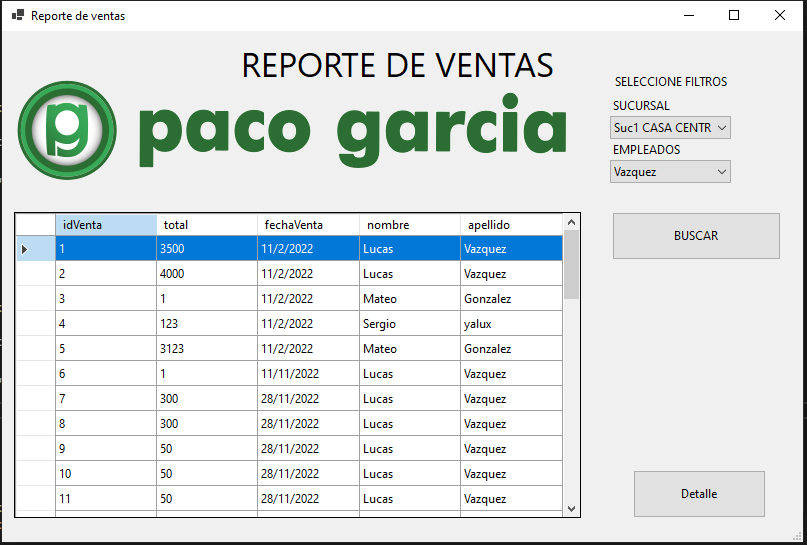 Reporte de ventas
REPORTE DE VENTAS
pg paco garcia
SELECCIONE FILTROS
SUCURSAL
Suc1 CASA CENTR
EMPLEADOS
Vazquez
BUSCAR
idVenta total fechaVenta nombre apellido
1 3500 11/2/2022 Lucas Vazquez
2 4000 11/2/2022 Lucas Vazquez
3 1 11/2/2022 Mateo Gonzalez
4 123 11/2/2022 Sergio yalux
5 3123 11/2/2022 Mateo Gonzalez
6 1 11/11/2022 Lucas Vazquez
7 300 28/11/2022 Lucas Vazquez
8 300 28/11/2022 Lucas Vazquez
9 50 28/11/2022 Lucas Vazquez
10 50 28/11/2022 Lucas Vazquez
11 50 28/11/2022 Lucas Vazquez
Detalle